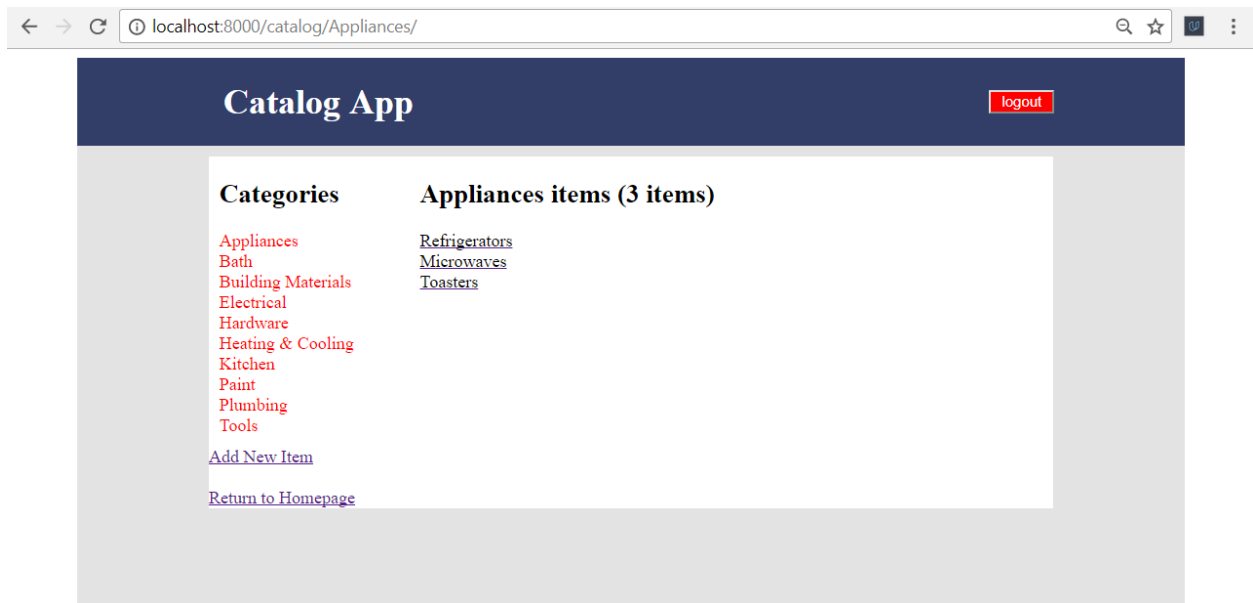 localhost:8000/catalog/Appliances/
Catalog App
logout
Categories
Appliances
Bath
Building Materials
Electrical
Hardware
Heating & Cooling
Kitchen
Paint
Plumbing
Tools
Add New Item
Return to Homepage
Appliances items (3 items)
Refrigerators
Microwaves
Toasters